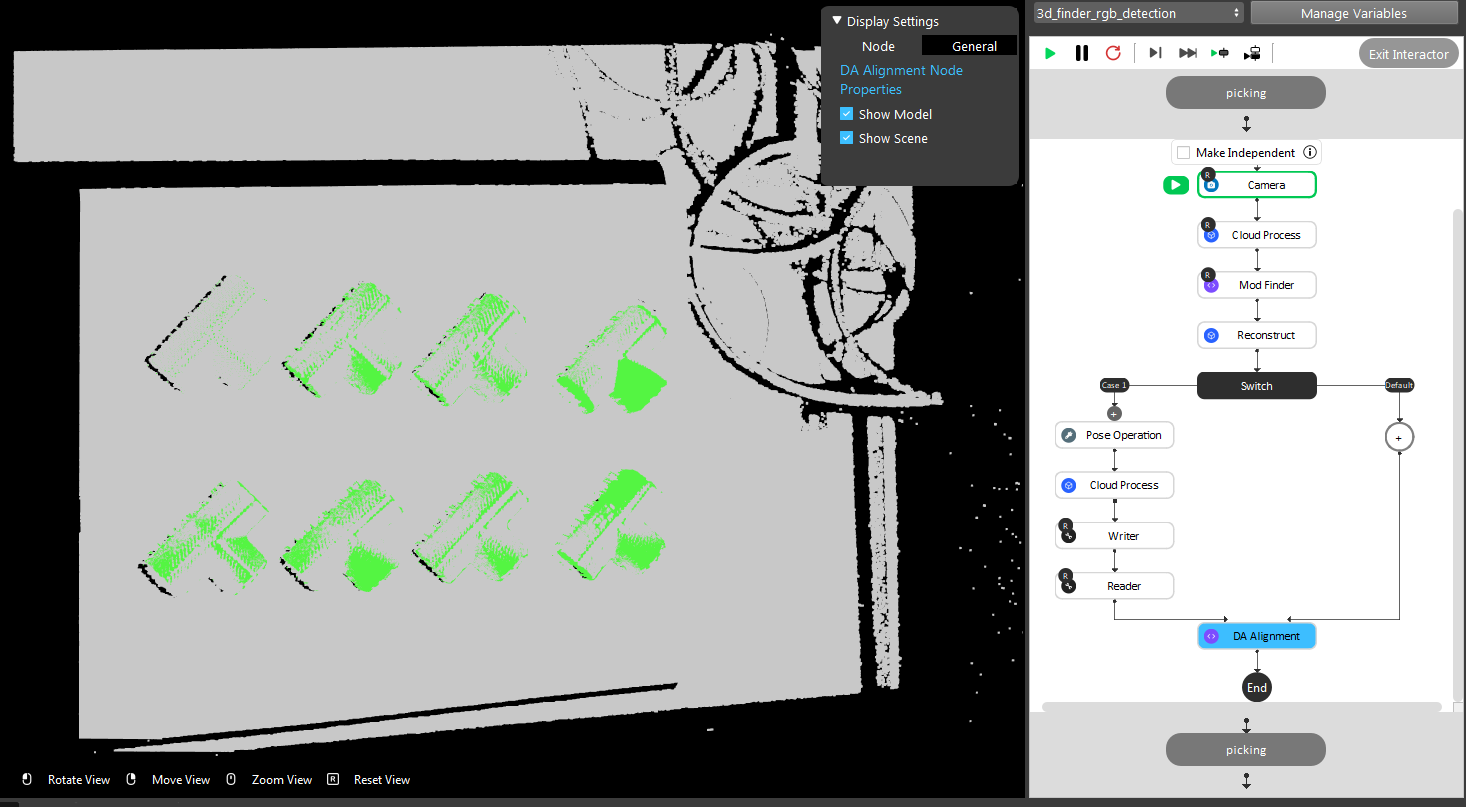 Display Settings
Node General
DA Alignment Node
Properties
Show Model
Show Scene
Rotate View Move View Zoom View R Reset View
3d_finder_rgb_detection Manage Variables
Exit Interactor
picking
Make Independent
R
Camera
R
Cloud Process
R
Mod Finder
Reconstruct
Case 1 Switch Default
+
Pose Operation +
Cloud Process
R
Writer
R
Reader
DA Alignment
End
picking